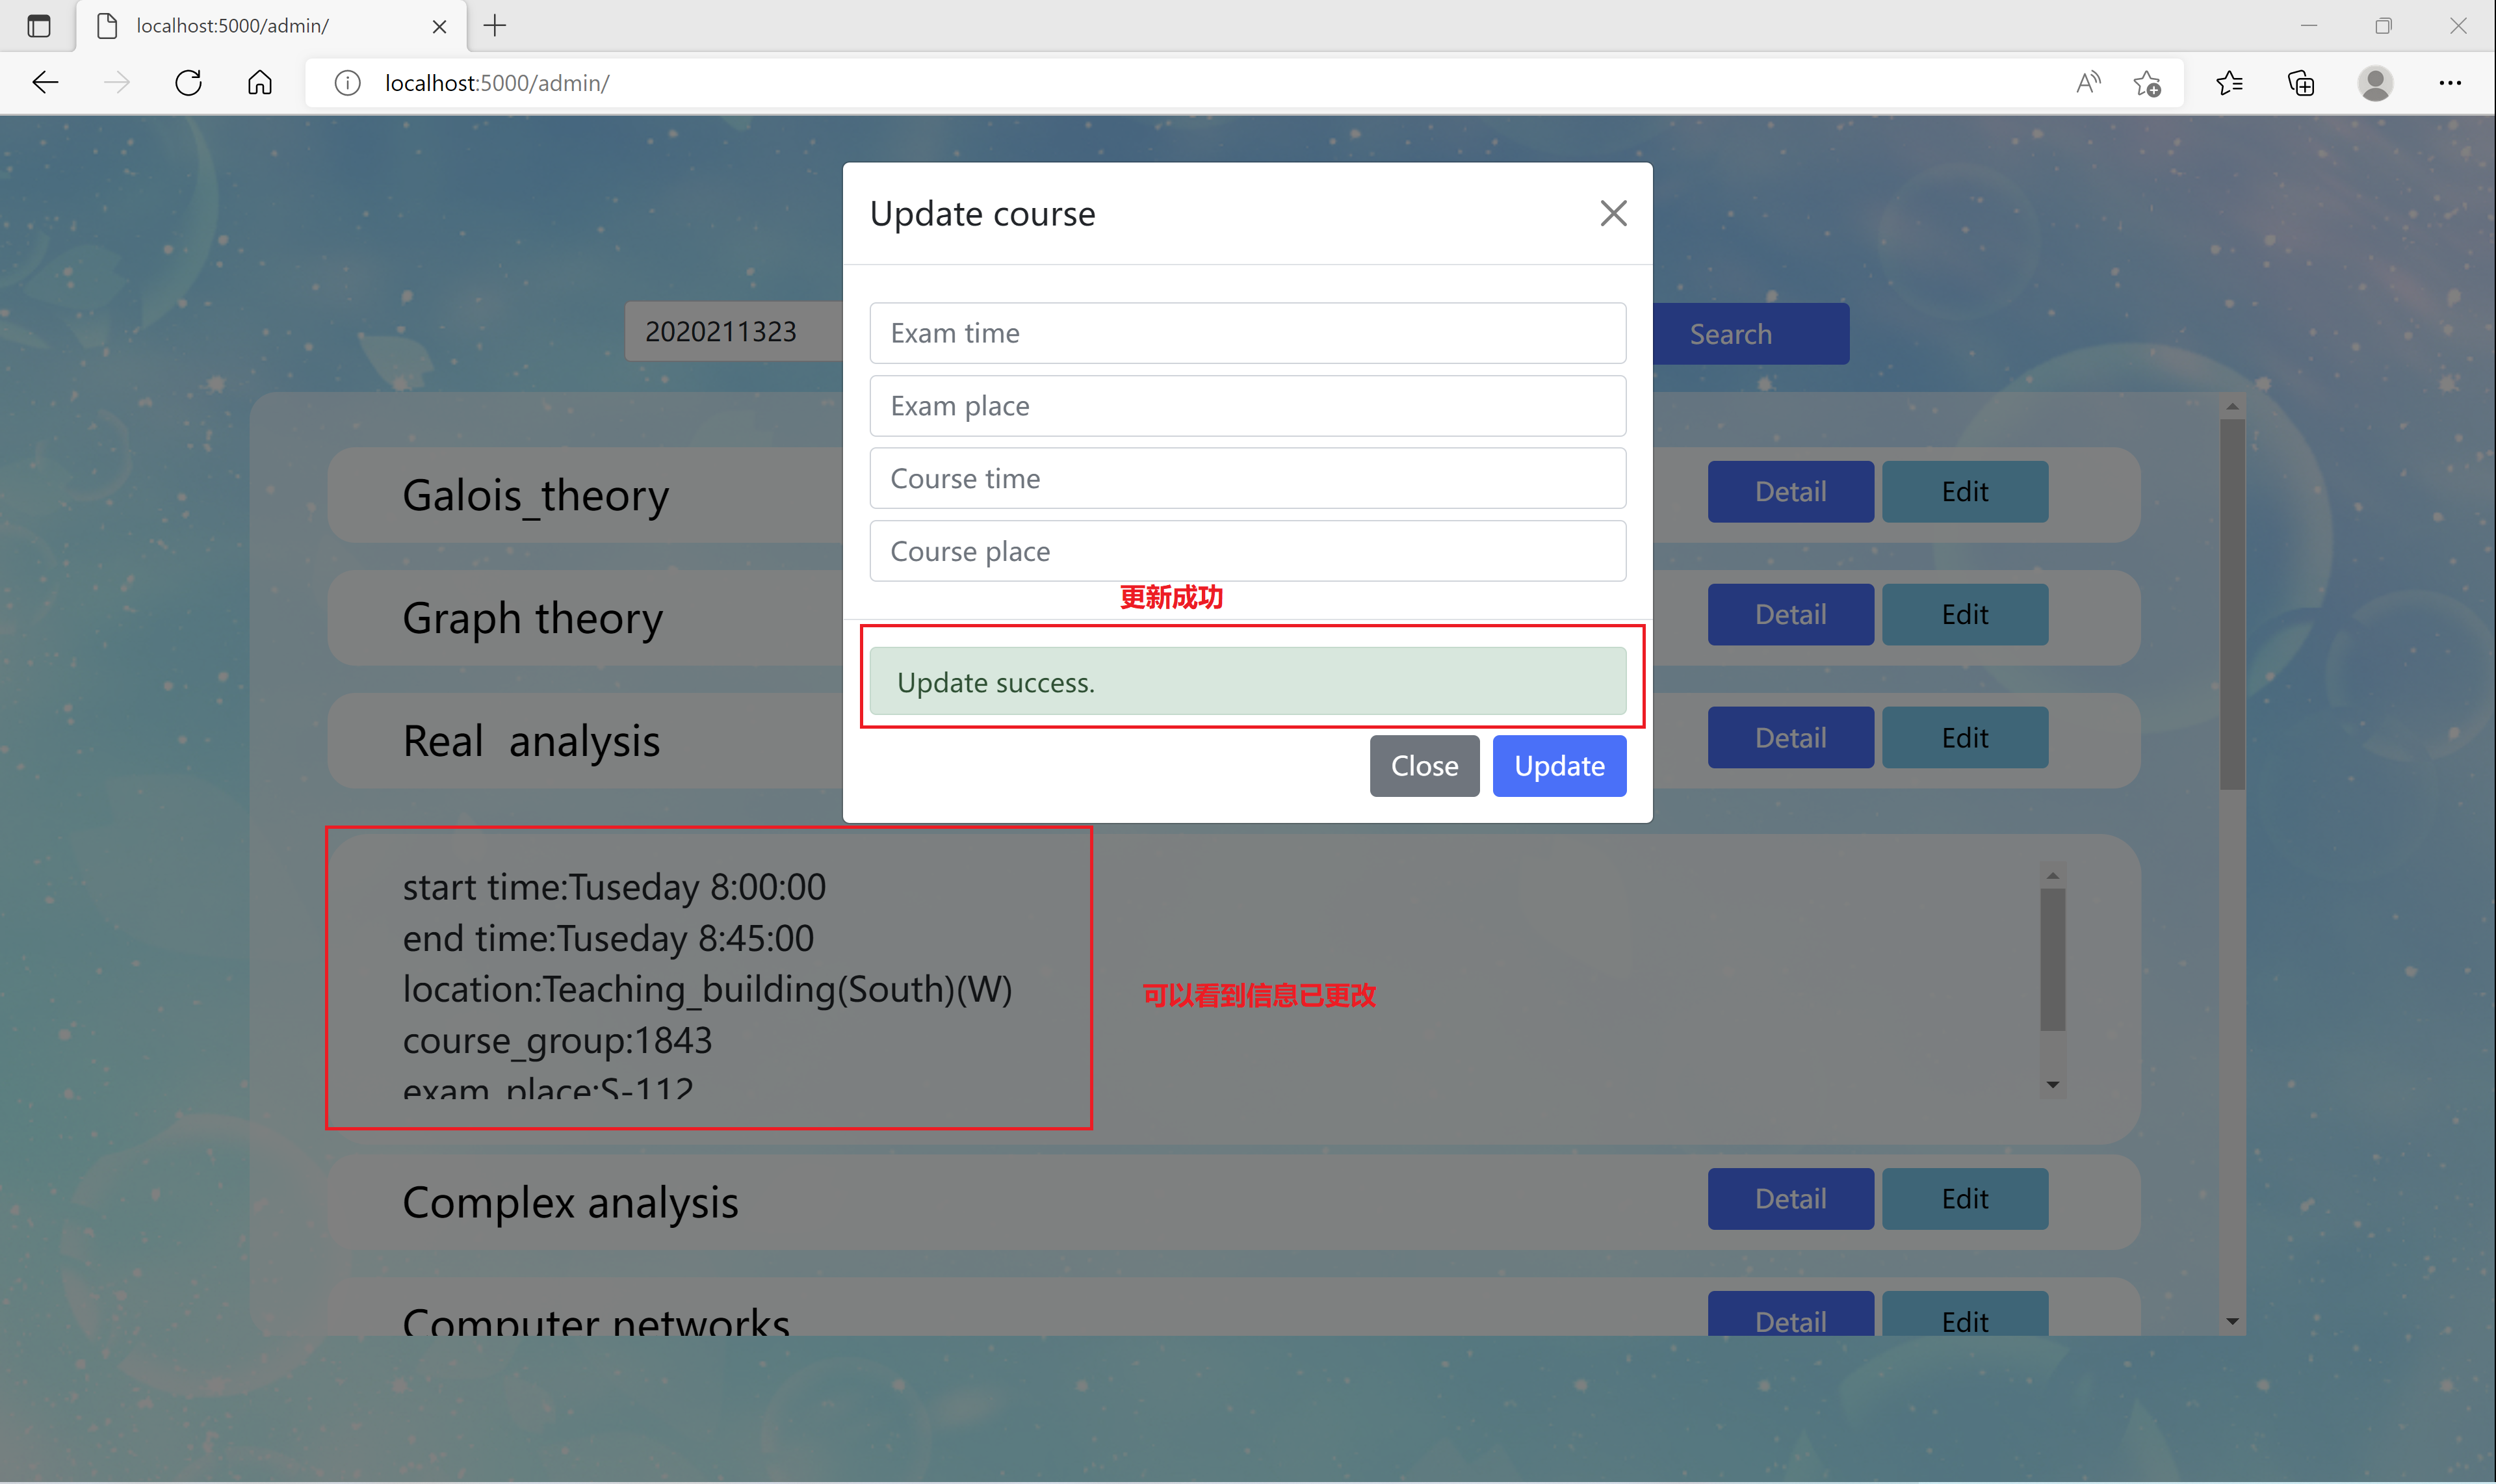 localhost:5000/admin/
localhost:5000/admin/
Update course
Exam time
2020211323
Search
Exam place
Course time
Galois_theory
Detail
Edit
Course place
更新成功
Graph theory
Detail
Edit
Update success.
Real  analysis
Detail
Edit
Close
Update
start time:Tuseday 8:00:00
end time:Tuseday 8:45:00
location:Teaching_building(South)(W)
可以看到信息已更改
course_group:1843
exam_place:S-112
Complex analysis
Detail
Edit
Computer networks
Detail
Edit